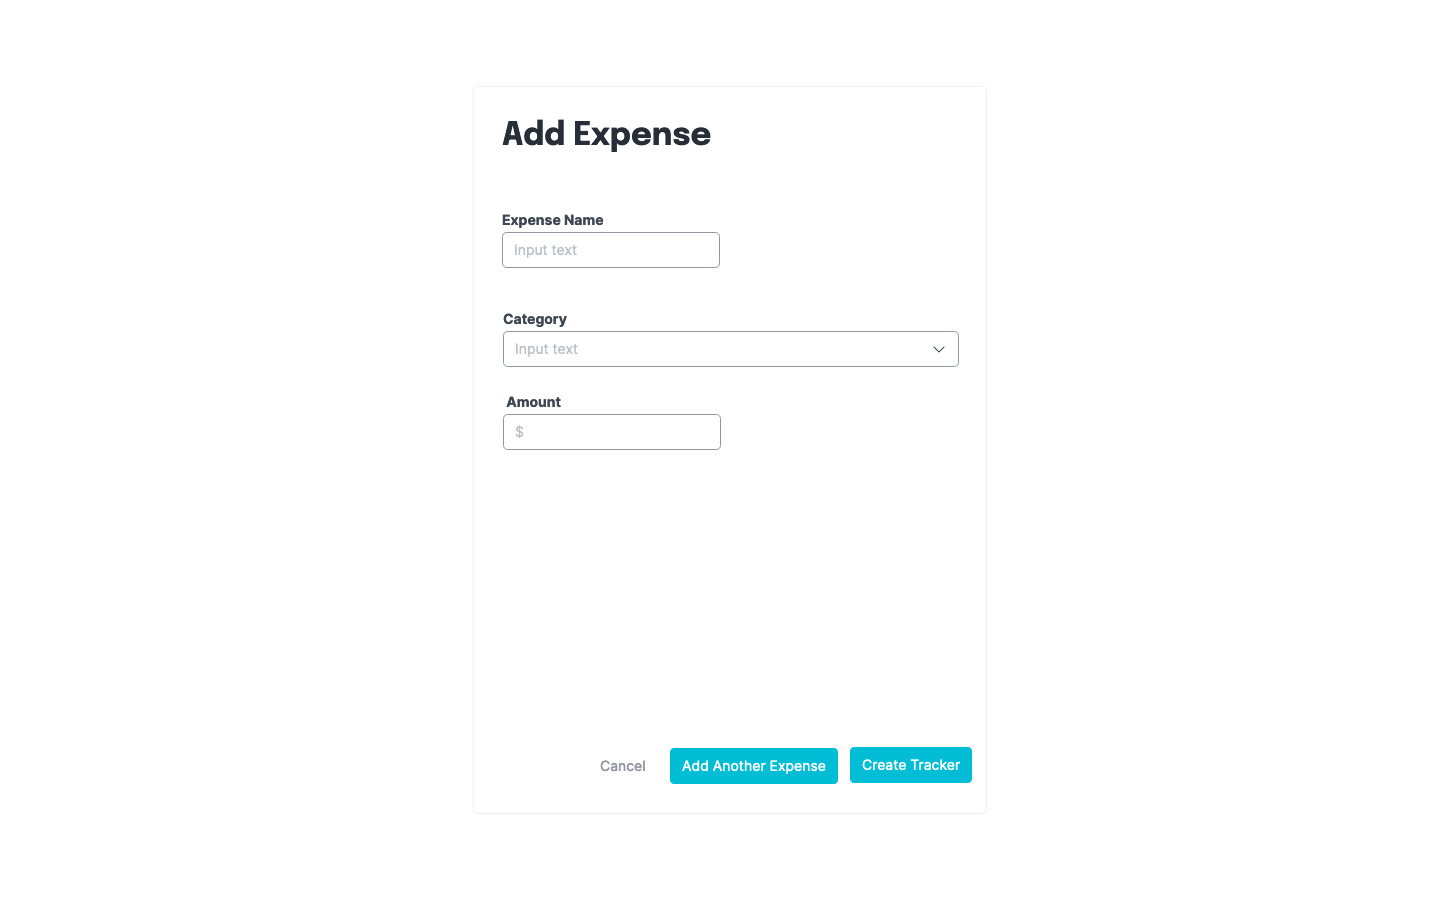 Add Expense
Expense Name
Input text
Category
Input text
Amount
$
Cancel
Add Another Expense
Create Tracker